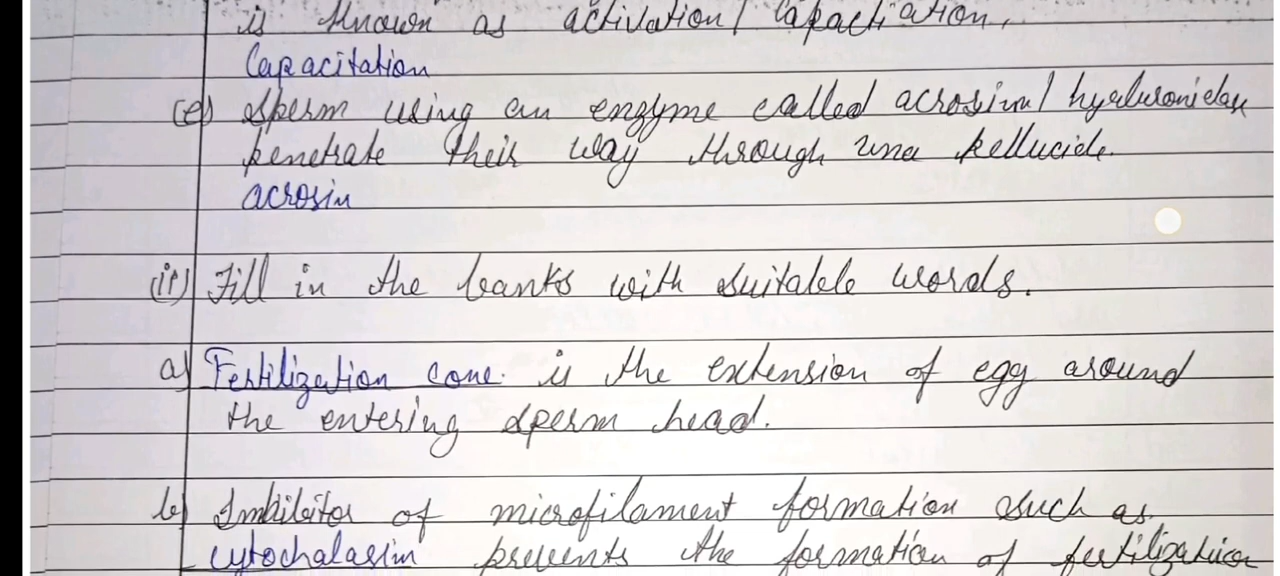 is known as activation/Capactiation.
Capacitation
(e) Sperm using an enzyme called acrosin/hyaluronidase
penetrate their way through zona pellucide.
acrosin
(ii) Fill in the banks with suitable words.
a) Fertilization cone. is the extension of egg around
the entering sperm head.
b) Inhibitor of microfilament formation such as
cytochalasin prevents the formation of fertilization